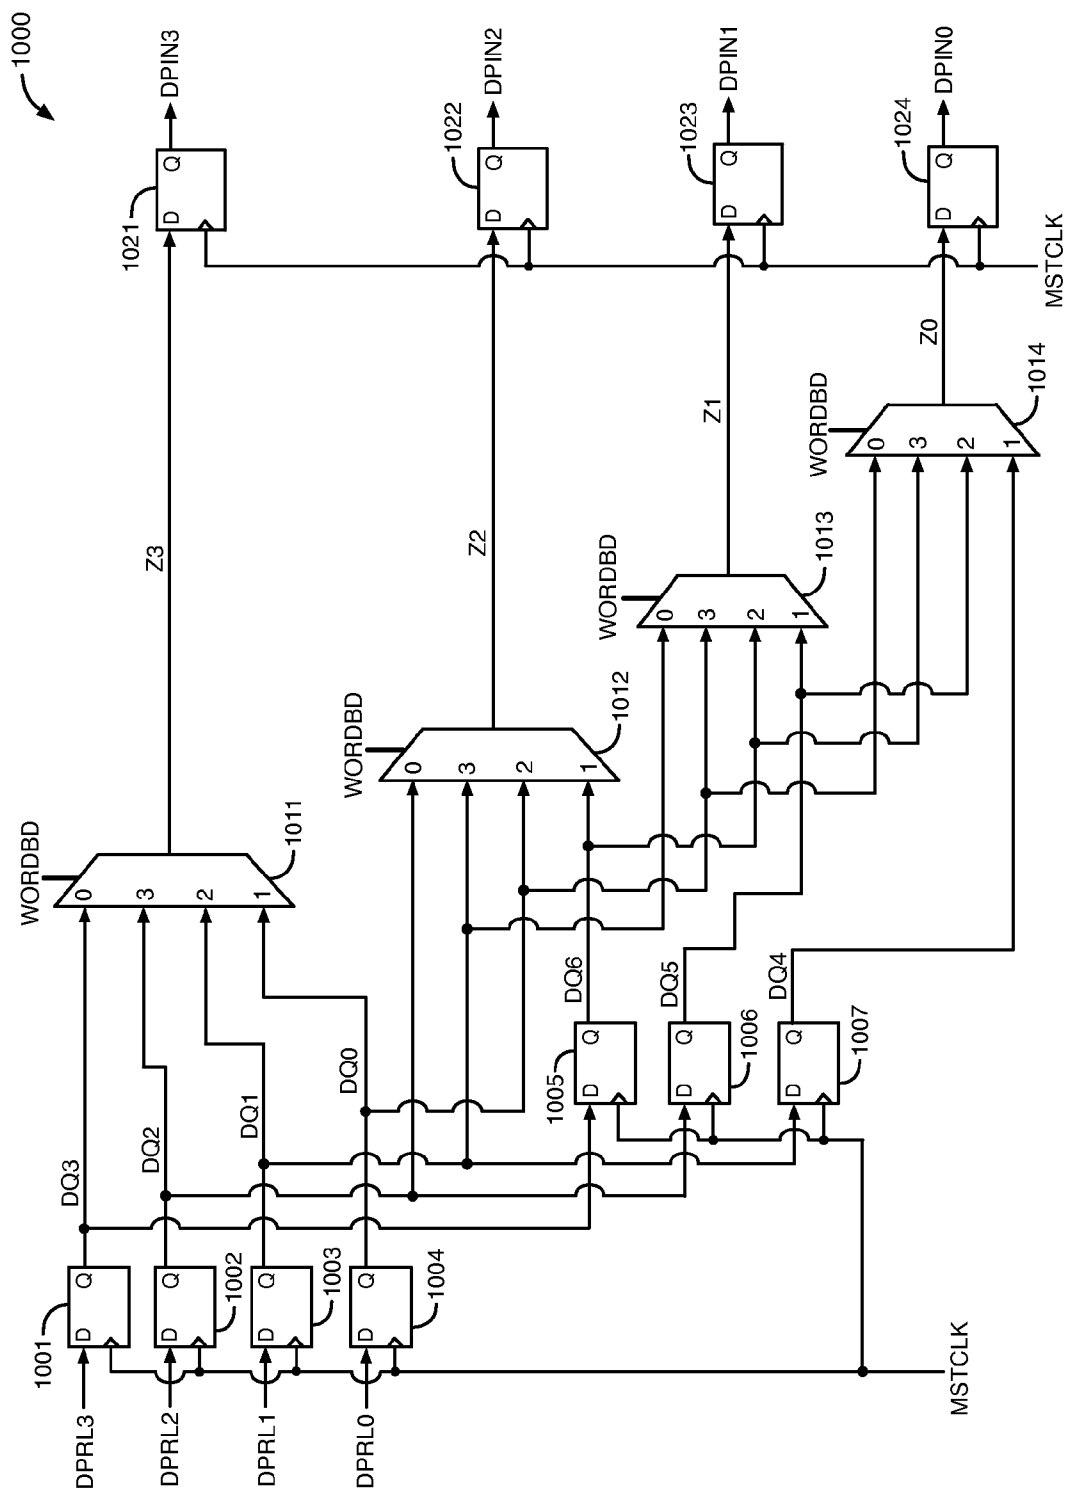 1000
DPRL3
DPRL2
DPRL1
DPRL0
1001
D
Q
1002
D
Q
1003
D
Q
1004
D
Q
MSTCLK
DQ3
DQ2
DQ1
DQ0
1005
D
Q
DQ6
1006
D
Q
DQ5
1007
D
Q
DQ4
WORDBD
0
3
2
1
1011
WORDBD
0
3
2
1
1012
WORDBD
0
3
2
1
1013
WORDBD
0
3
2
1
1014
Z3
Z2
Z1
Z0
1021
D
Q
DPIN3
1022
D
Q
DPIN2
1023
D
Q
DPIN1
1024
D
Q
DPIN0
MSTCLK